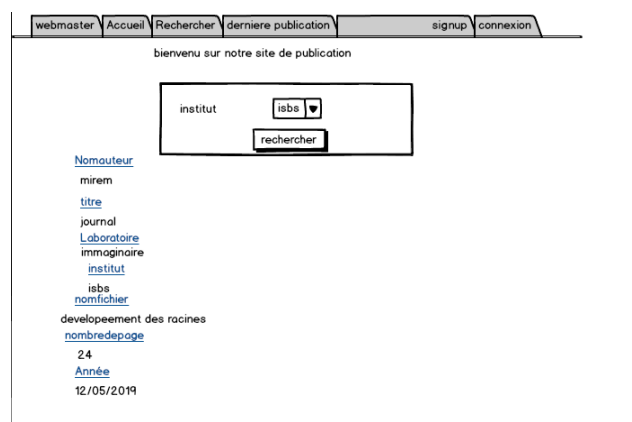 webmaster Accueil Rechercher derniere publication signup connexion
bienvenu sur notre site de publication
institut isbs
rechercher
Nomauteur
mirem
titre
journal
Laboratoire
immaginaire
institut
isbs
nomfichier
developeement des racines
nombredepage
24
Année
12/05/2019